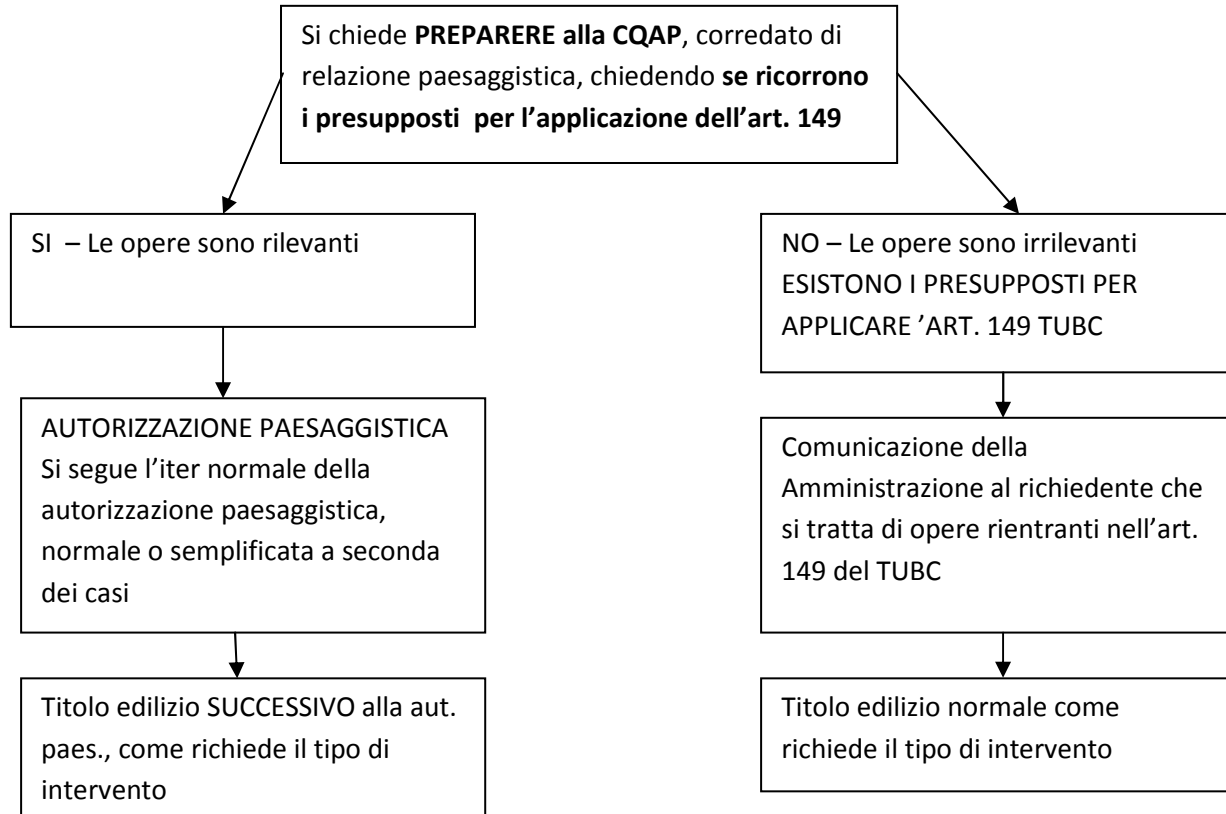 Si chiede PREPARERE alla CQAP, corredato di
relazione paesaggistica, chiedendo se ricorrono
i presupposti per l’applicazione dell’art. 149
SI – Le opere sono rilevanti
NO – Le opere sono irrilevanti
ESISTONO I PRESUPPOSTI PER
APPLICARE ’ART. 149 TUBC
AUTORIZZAZIONE PAESAGGISTICA
Si segue l’iter normale della
autorizzazione paesaggistica,
normale o semplificata a seconda
dei casi
Comunicazione della
Amministrazione al richiedente che
si tratta di opere rientranti nell’art.
149 del TUBC
Titolo edilizio SUCCESSIVO alla aut.
paes., come richiede il tipo di
intervento
Titolo edilizio normale come
richiede il tipo di intervento